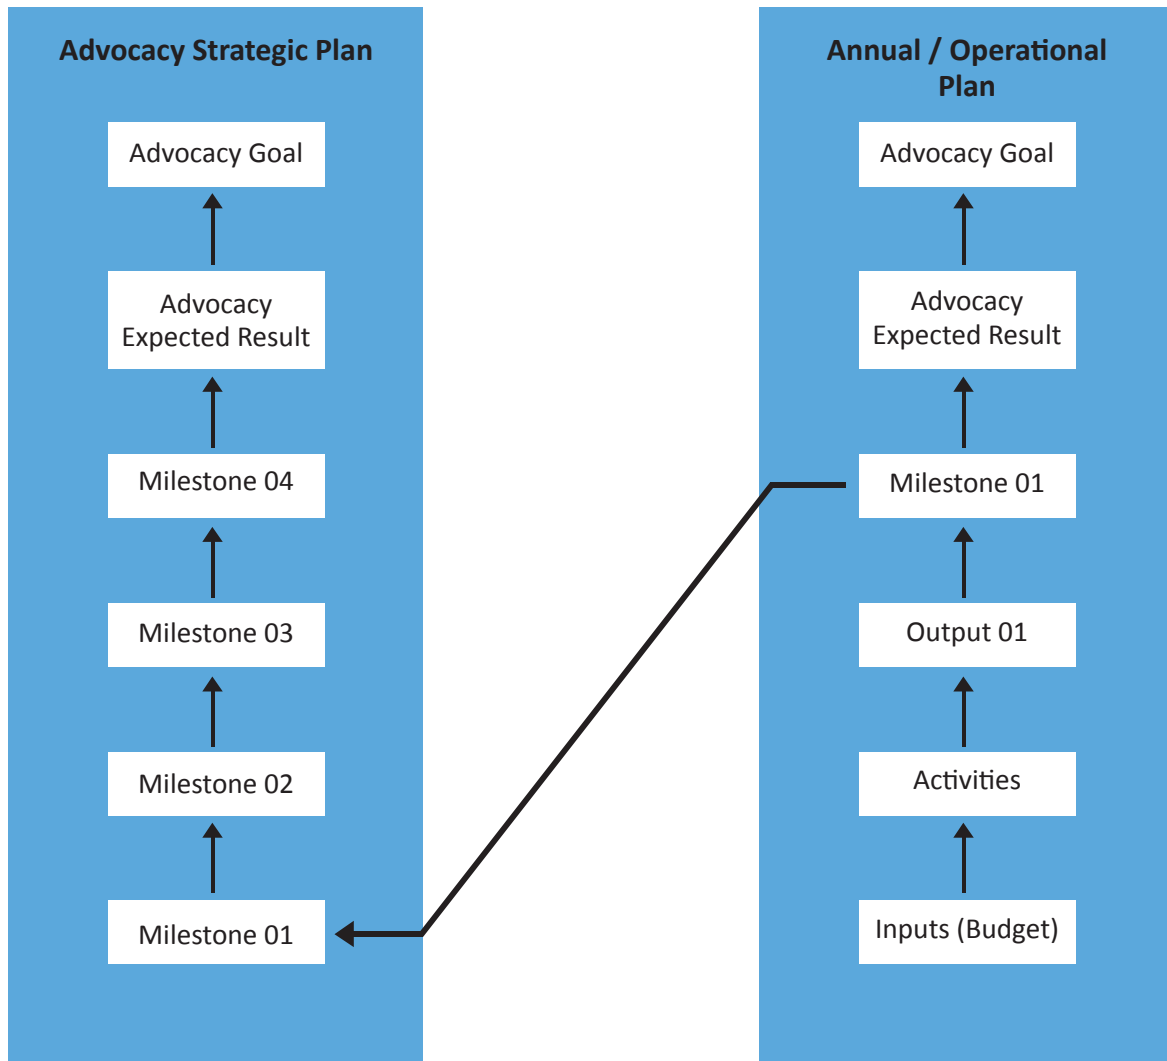 Advocacy Strategic Plan
Advocacy Goal
Advocacy
Expected Result
Milestone 04
Milestone 03
Milestone 02
Milestone 01
Annual / Operational
Plan
Advocacy Goal
Advocacy
Expected Result
Milestone 01
Output 01
Activities
Inputs (Budget)